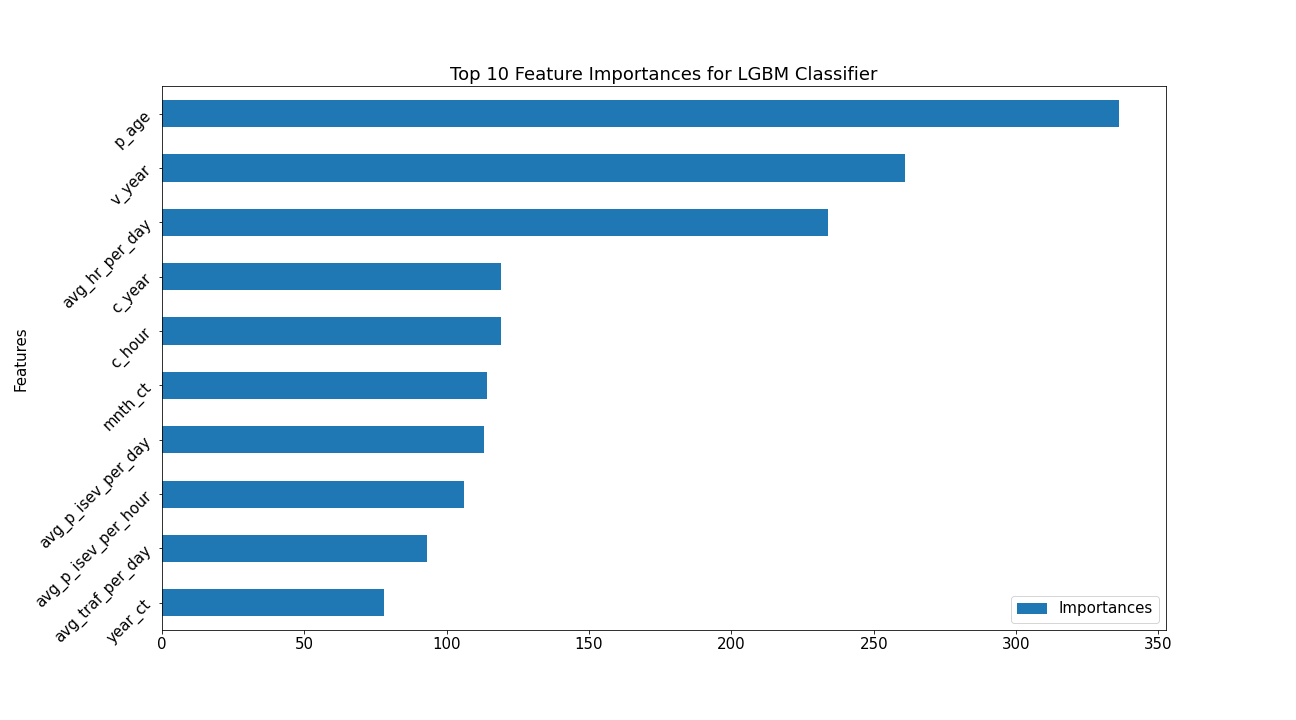 Top 10 Feature Importances for LGBM Classifier
Features
p_age
v_year
avg_hr_per_day
c_year
c_hour
mnth_ct
avg_p_isev_per_day
avg_p_isev_per_hour
avg_traf_per_day
year_ct
Importances
0 50 100 150 200 250 300 350